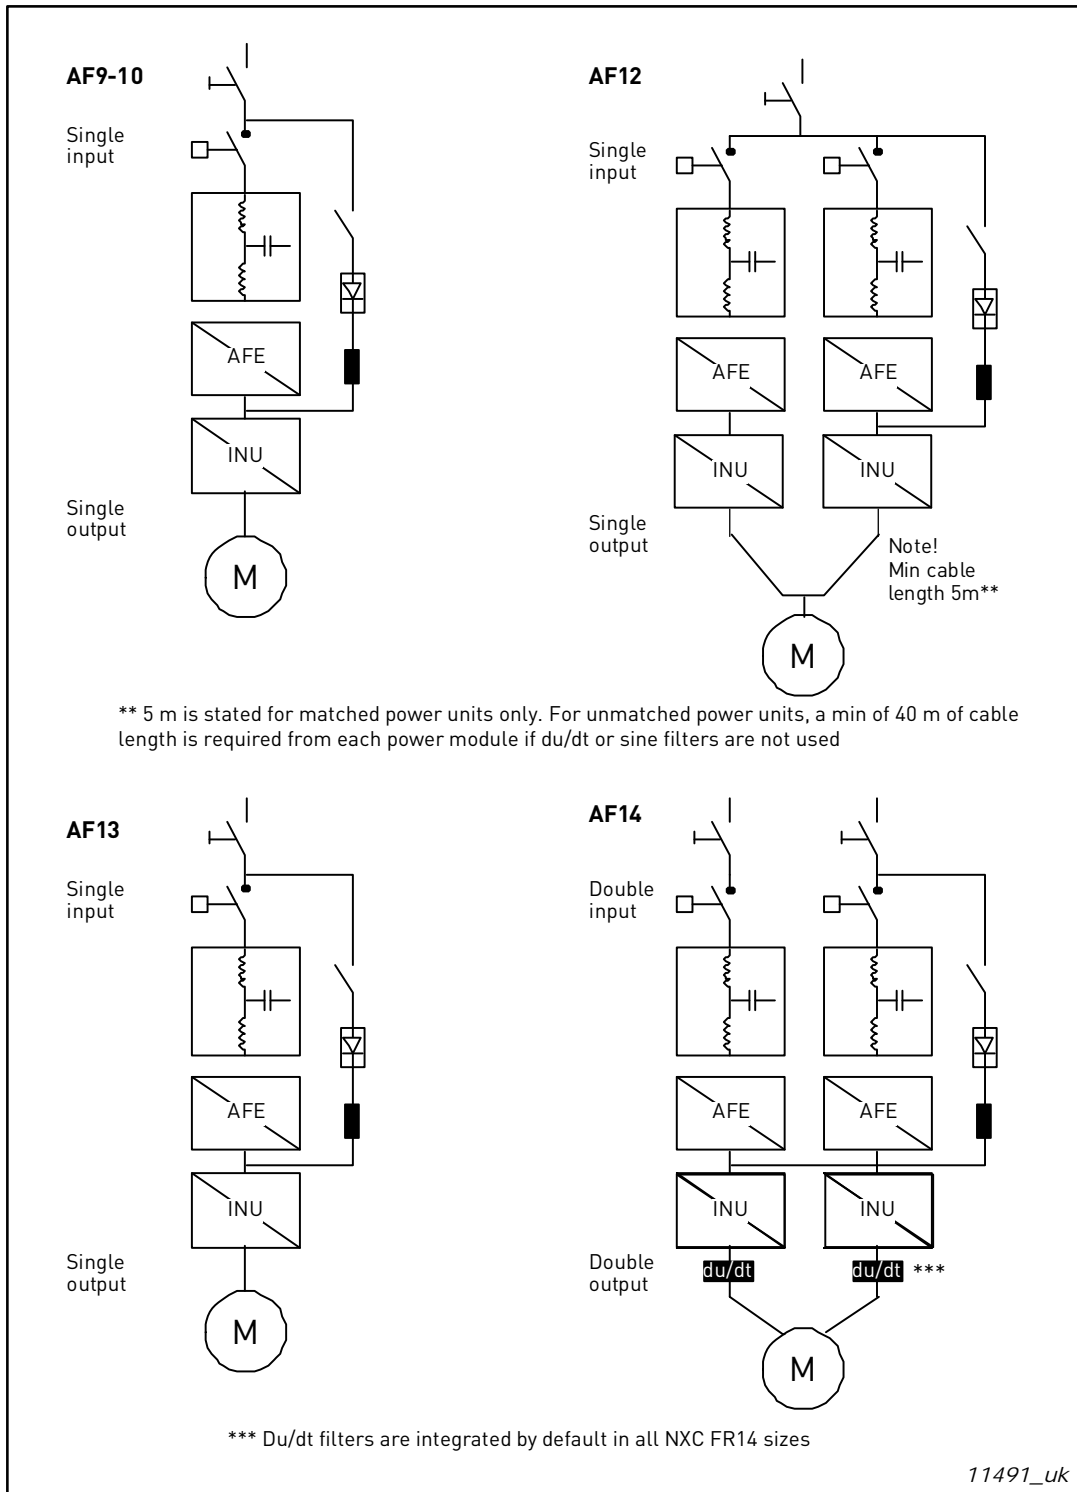 AF9-10
Single
input
AFE
INU
Single
output
M
AF12
Single
input
AFE
AFE
INU
INU
Single
output
Note!
Min cable
length 5m**
M
** 5 m is stated for matched power units only. For unmatched power units, a min of 40 m of cable
length is required from each power module if du/dt or sine filters are not used
AF13
Single
input
AFE
INU
Single
output
M
AF14
Double
input
AFE
AFE
INU
INU
Double
output
du/dt
du/dt ***
M
*** Du/dt filters are integrated by default in all NXC FR14 sizes
11491_uk